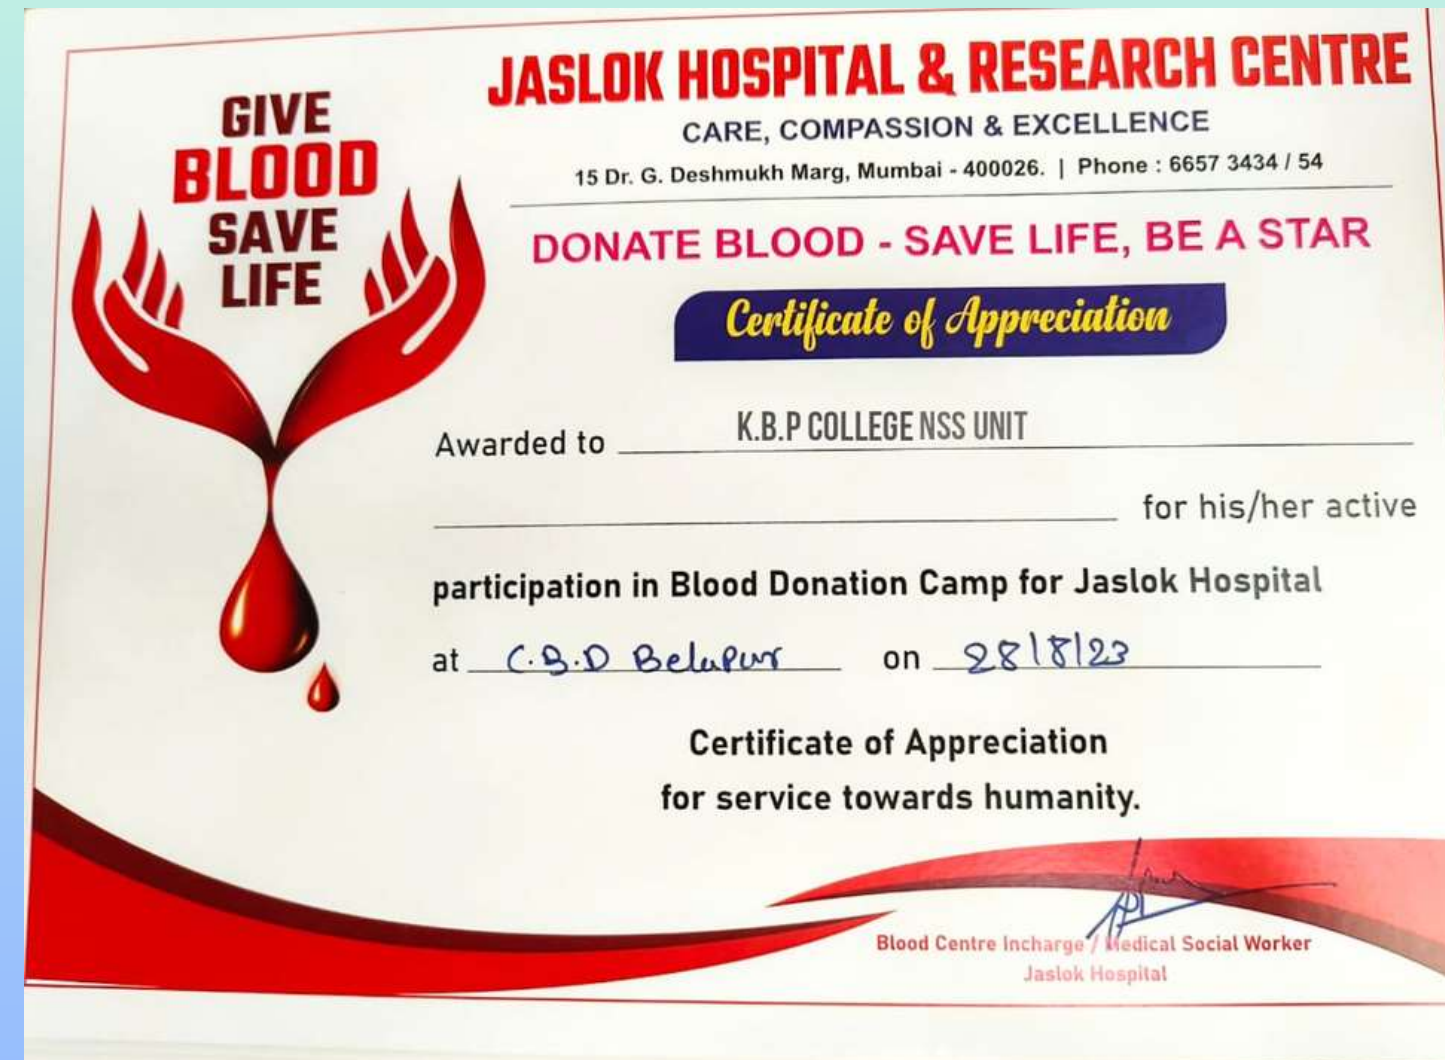 GIVE
BLOOD
SAVE
LIFE
JASLOK HOSPITAL & RESEARCH CENTRE
CARE, COMPASSION & EXCELLENCE
15 Dr. G. Deshmukh Marg, Mumbai - 400026. | Phone : 6657 3434 / 54
DONATE BLOOD - SAVE LIFE, BE A STAR
Certificate of Appreciation
Awarded to K.B.P COLLEGE NSS UNIT
for his/her active
participation in Blood Donation Camp for Jaslok Hospital
at C.B.D Belapur on 28/8/23
Certificate of Appreciation
for service towards humanity.
Blood Centre Incharge / Medical Social Worker
Jaslok Hospital